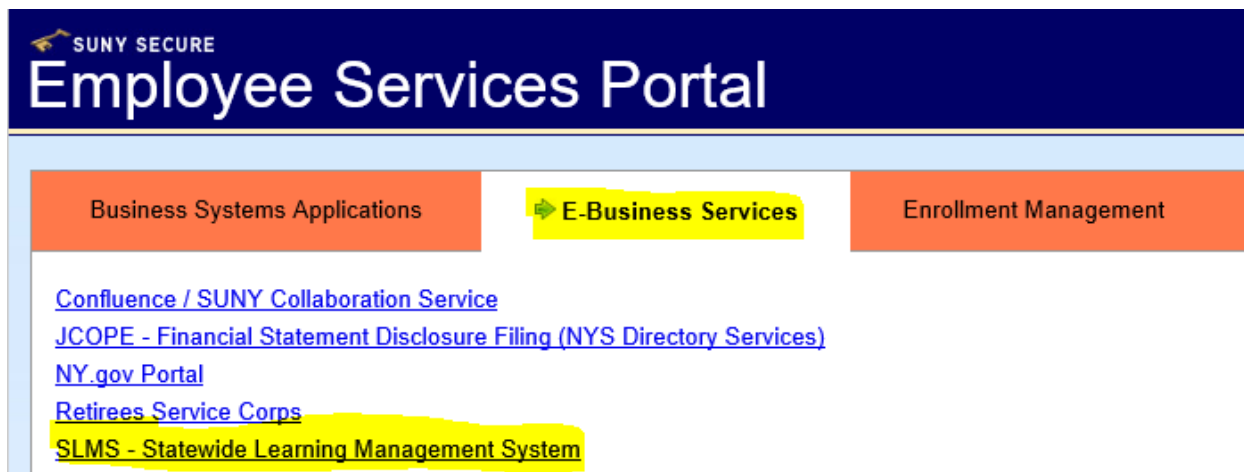 SUNY SECURE
Employee Services Portal
Business Systems Applications
E-Business Services
Enrollment Management
Confluence / SUNY Collaboration Service
JCOPE - Financial Statement Disclosure Filing (NYS Directory Services)
NY.gov Portal
Retirees Service Corps
SLMS - Statewide Learning Management System